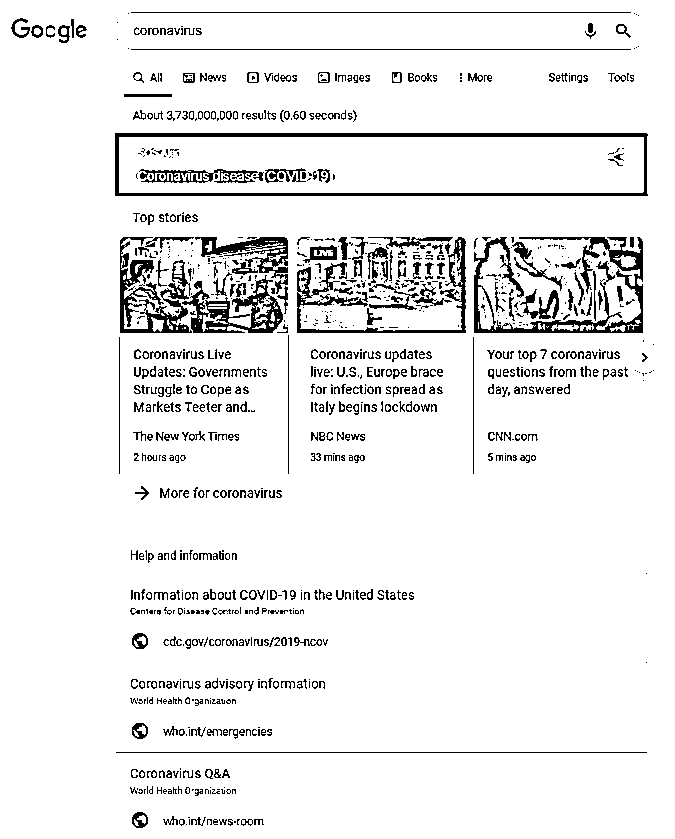 Google
coronavirus
All News Videos Images Books More Settings Tools
About 3,730,000,000 results (0.60 seconds)
Coronavirus disease (COVID-19)
Top stories
LIVE
Coronavirus Live
Updates: Governments
Struggle to Cope as
Markets Teeter and...
The New York Times
2 hours ago
Coronavirus updates
live: U.S., Europe brace
for infection spread as
Italy begins lockdown
NBC News
33 mins ago
Your top 7 coronavirus
questions from the past
day, answered
CNN.com
5 mins ago
More for coronavirus
Help and information
Information about COVID-19 in the United States
Centers for Disease Control and Prevention
cdc.gov/coronavirus/2019-ncov
Coronavirus advisory information
World Health Organization
who.int/emergencies
Coronavirus Q&A
World Health Organization
who.int/news-room